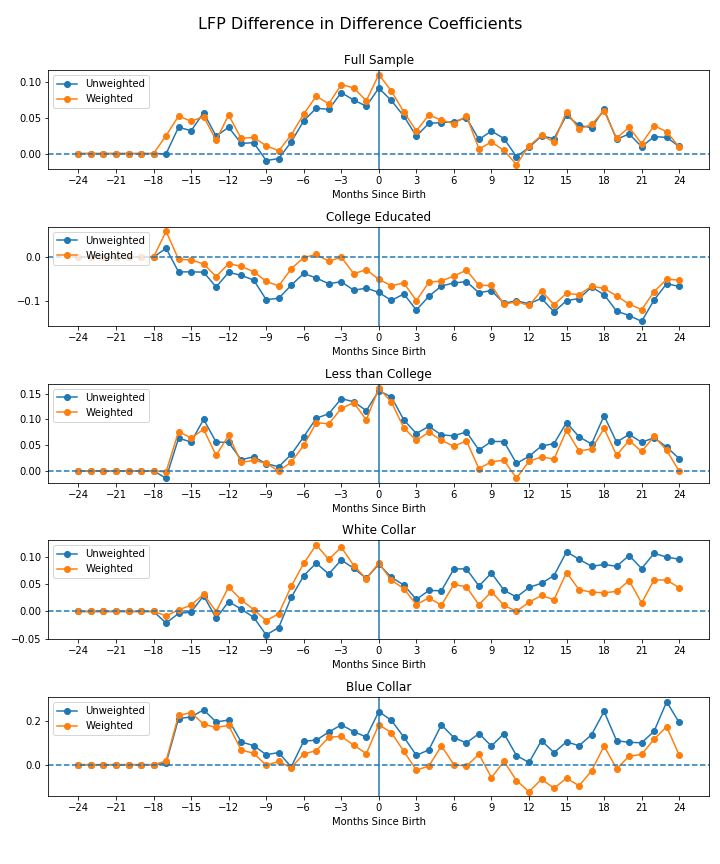 LFP Difference in Difference Coefficients
Full Sample
Unweighted
Weighted
0.10
0.05
0.00
−24 −21 −18 −15 −12 −9 −6 −3 0 3 6 9 12 15 18 21 24
Months Since Birth
College Educated
Unweighted
Weighted
0.0
−0.1
−24 −21 −18 −15 −12 −9 −6 −3 0 3 6 9 12 15 18 21 24
Months Since Birth
Less than College
Unweighted
Weighted
0.15
0.10
0.05
0.00
−24 −21 −18 −15 −12 −9 −6 −3 0 3 6 9 12 15 18 21 24
Months Since Birth
White Collar
Unweighted
Weighted
0.10
0.05
0.00
−0.05
−24 −21 −18 −15 −12 −9 −6 −3 0 3 6 9 12 15 18 21 24
Months Since Birth
Blue Collar
Unweighted
Weighted
0.2
0.0
−24 −21 −18 −15 −12 −9 −6 −3 0 3 6 9 12 15 18 21 24
Months Since Birth